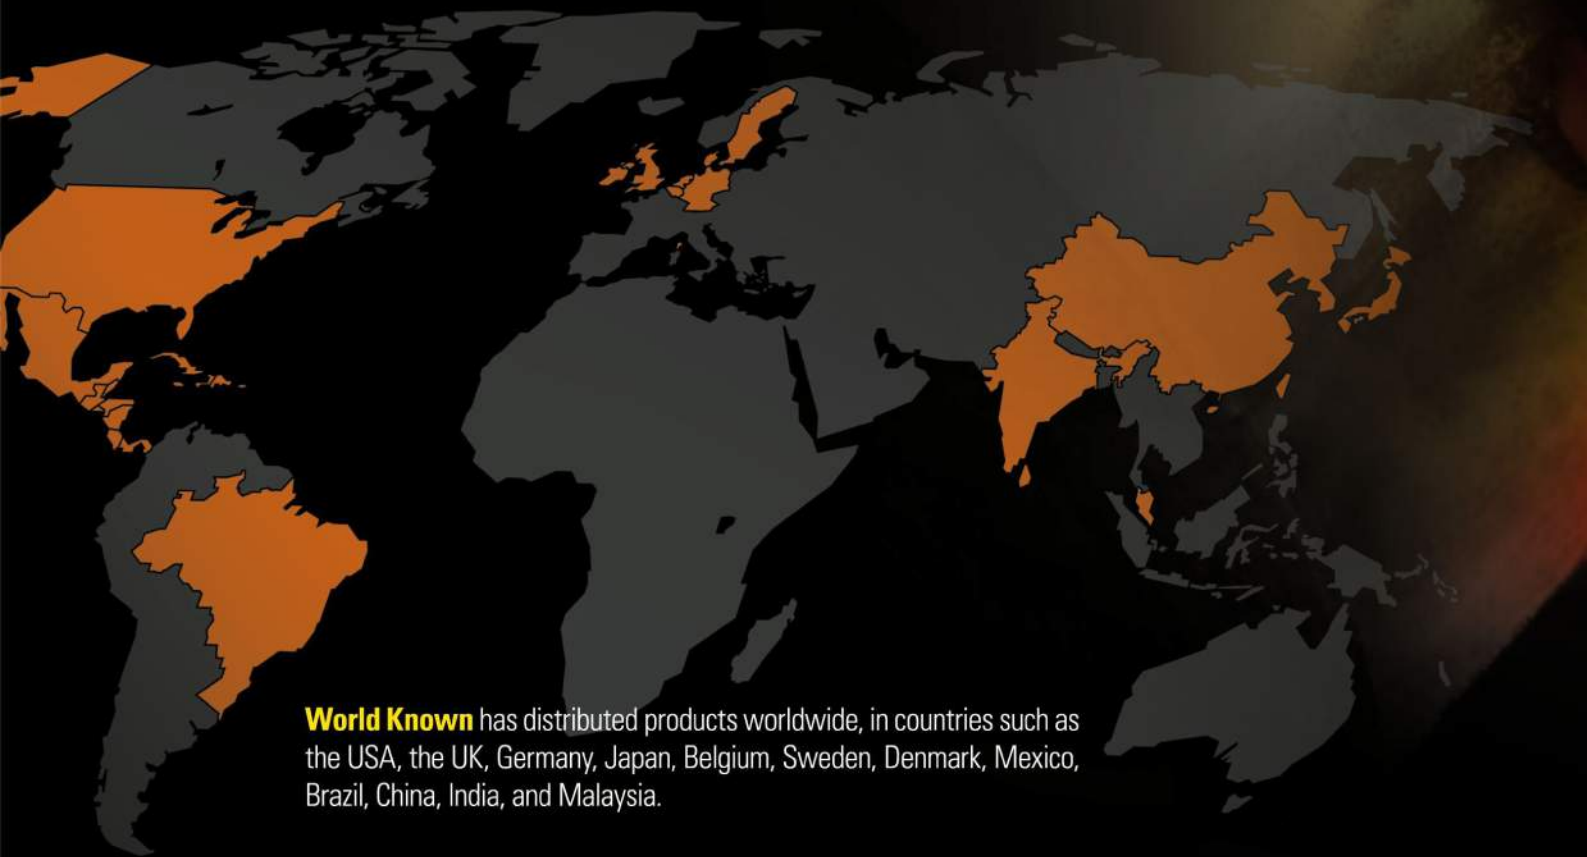 World Known has distributed products worldwide, in countries such as
the USA, the UK, Germany, Japan, Belgium, Sweden, Denmark, Mexico,
Brazil, China, India, and Malaysia.